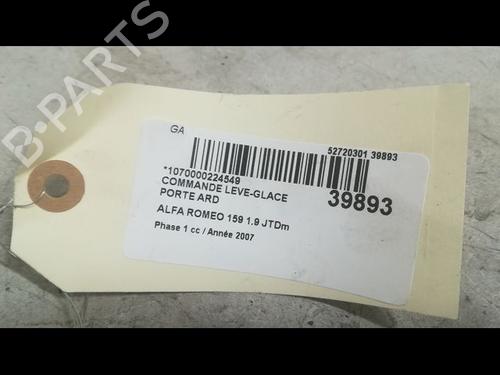 B-PARTS
GA
52720301 39893
*1070000224549
39893
COMMANDE LEVE-GLACE
PORTE ARD
ALFA ROMEO 159 1.9 JTDm
Phase 1 cc / Année 2007